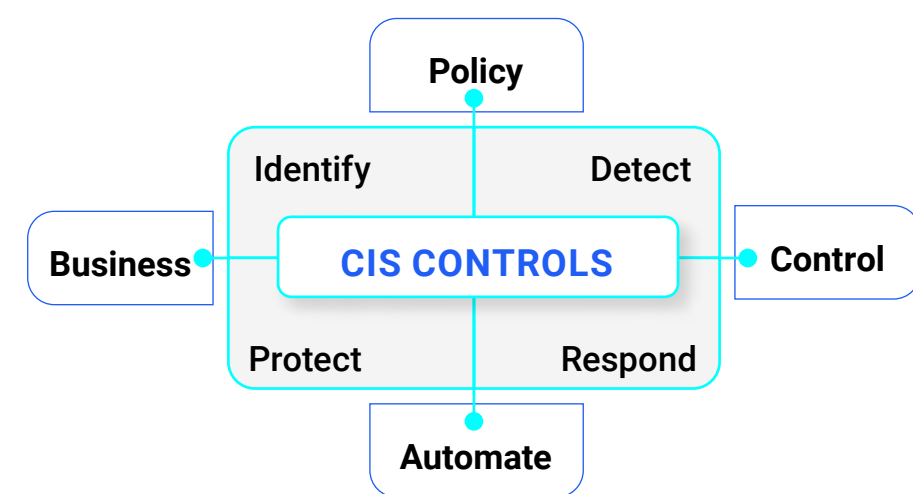 Policy
Identify
Detect
Business
CIS CONTROLS
Control
Protect
Respond
Automate